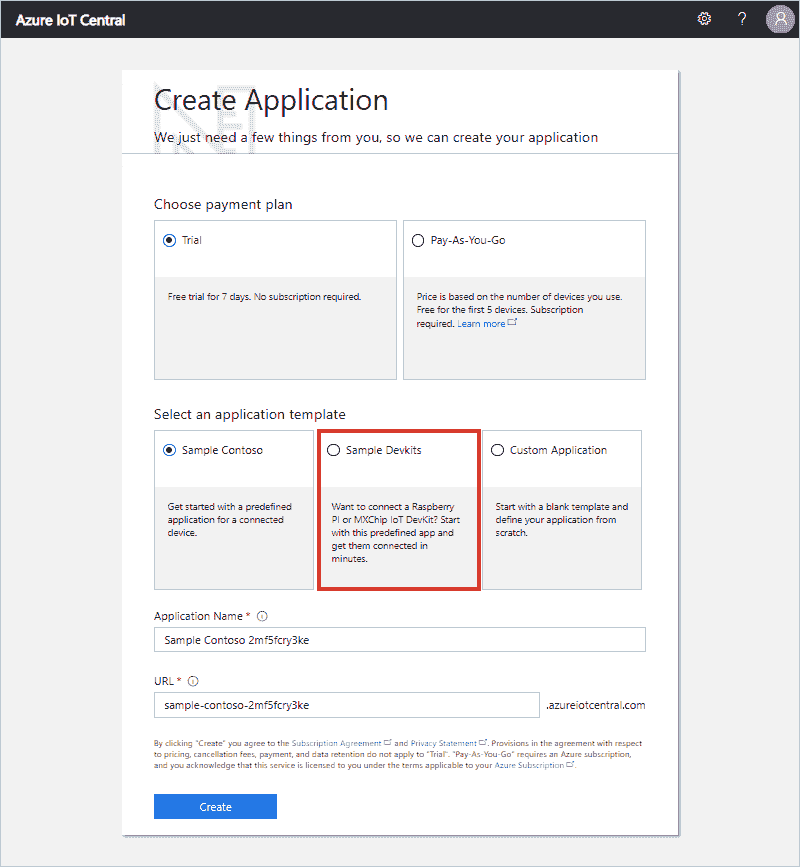 Azure IoT Central
?
Create Application
We just need a few things from you, so we can create your application
Choose payment plan
Trial
Pay-As-You-Go
Free trial for 7 days. No subscription required.
Price is based on the number of devices you use.
Free for the first 5 devices. Subscription
required. Learn more
Select an application template
Sample Contoso
Sample Devkits
Custom Application
Get started with a predefined
application for a connected
device.
Want to connect a Raspberry
PI or MXChip IoT DevKit? Start
with this predefined app and
get them connected in
minutes.
Start with a blank template and
define your application from
scratch.
Application Name *
Sample Contoso 2mf5fcry3ke
URL *
sample-contoso-2mf5fcry3ke
.azureiotcentral.com
By clicking "Create" you agree to the Subscription Agreement and Privacy Statement. Provisions in the agreement with respect
to pricing, cancellation fees, payment, and data retention do not apply to "Trial". "Pay-As-You-Go" requires an Azure subscription,
and you acknowledge that this service is licensed to you under the terms applicable to your Azure Subscription.
Create